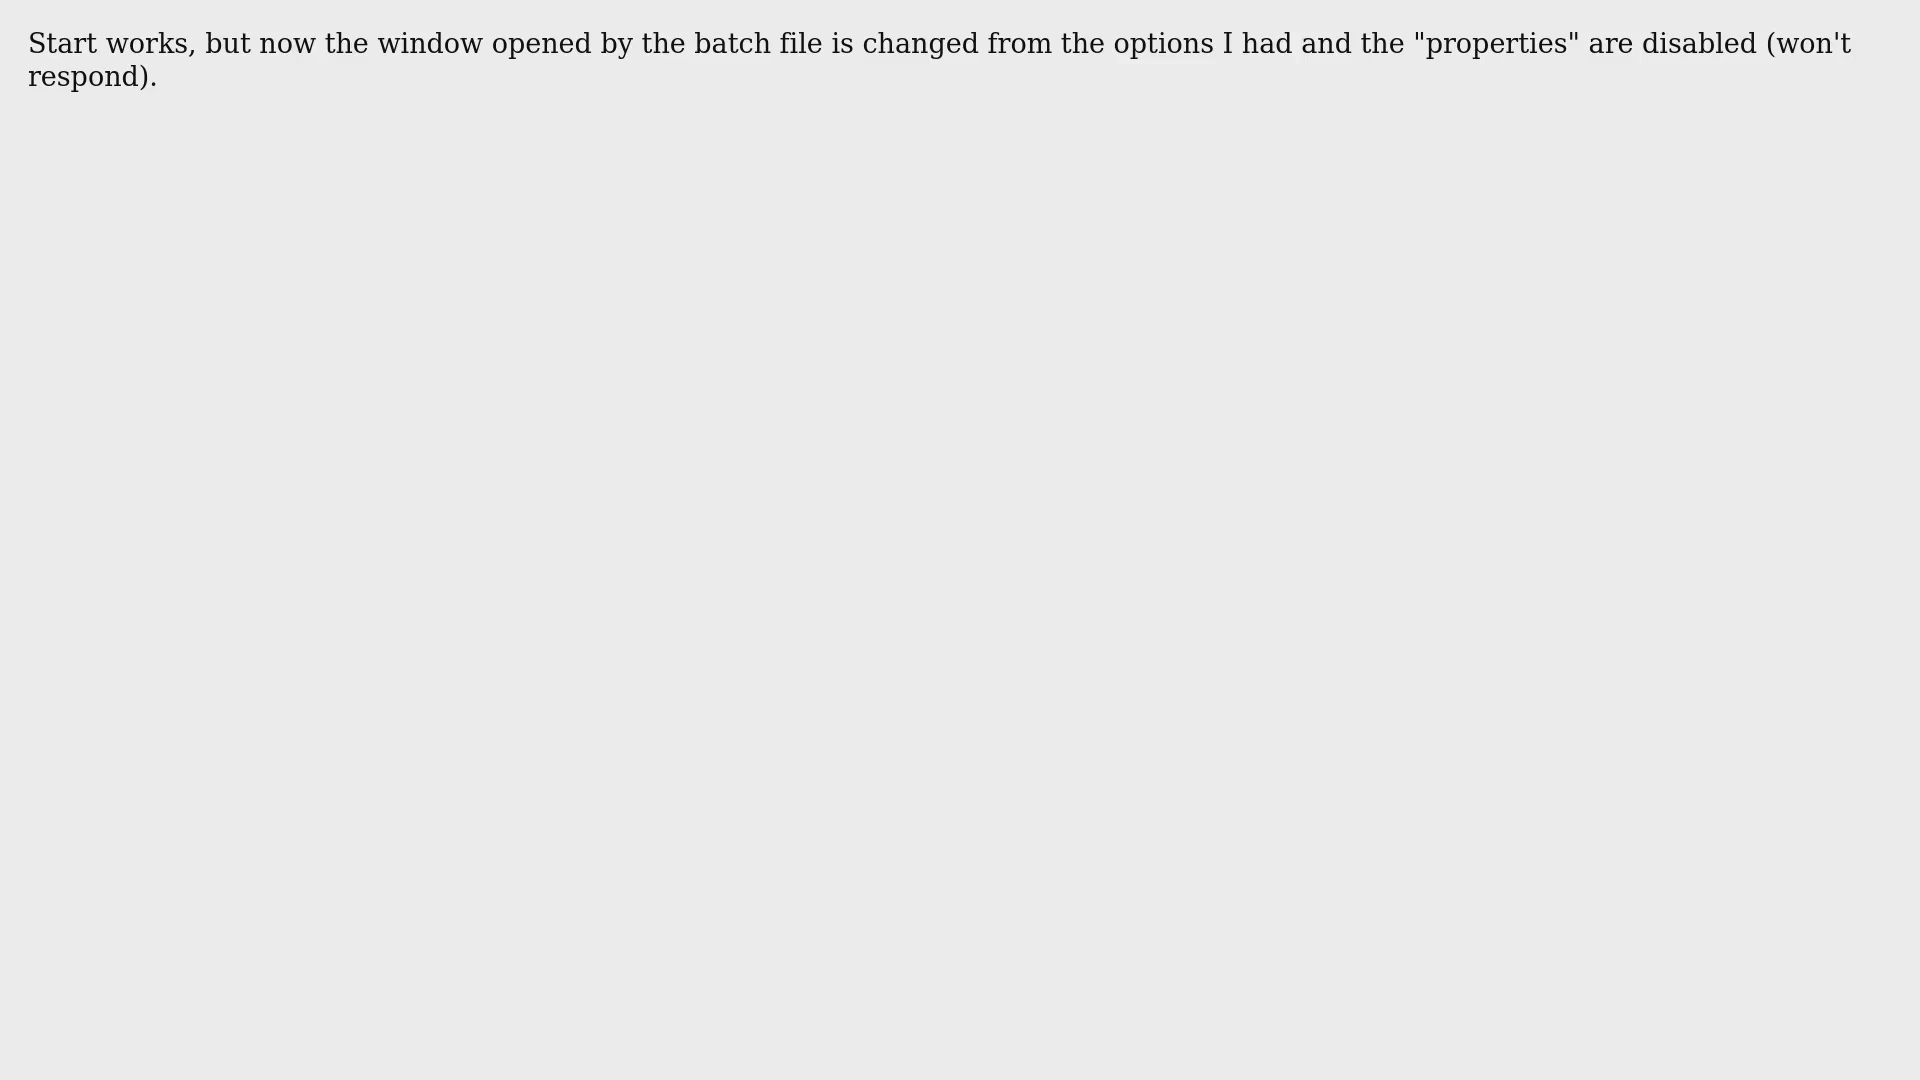 Start works, but now the window opened by the batch file is changed from the options I had and the "properties" are disabled (won't
respond).